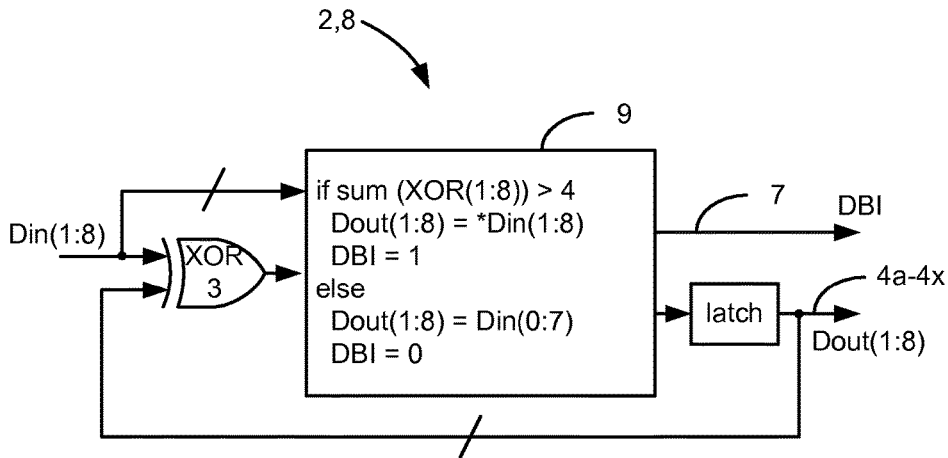 2,8
9
if sum (XOR(1:8)) > 4
Dout(1:8) = *Din(1:8)
DBI = 1
else
Dout(1:8) = Din(0:7)
DBI = 0
7
DBI
Din(1:8)
XOR
3
latch
4a-4x
Dout(1:8)